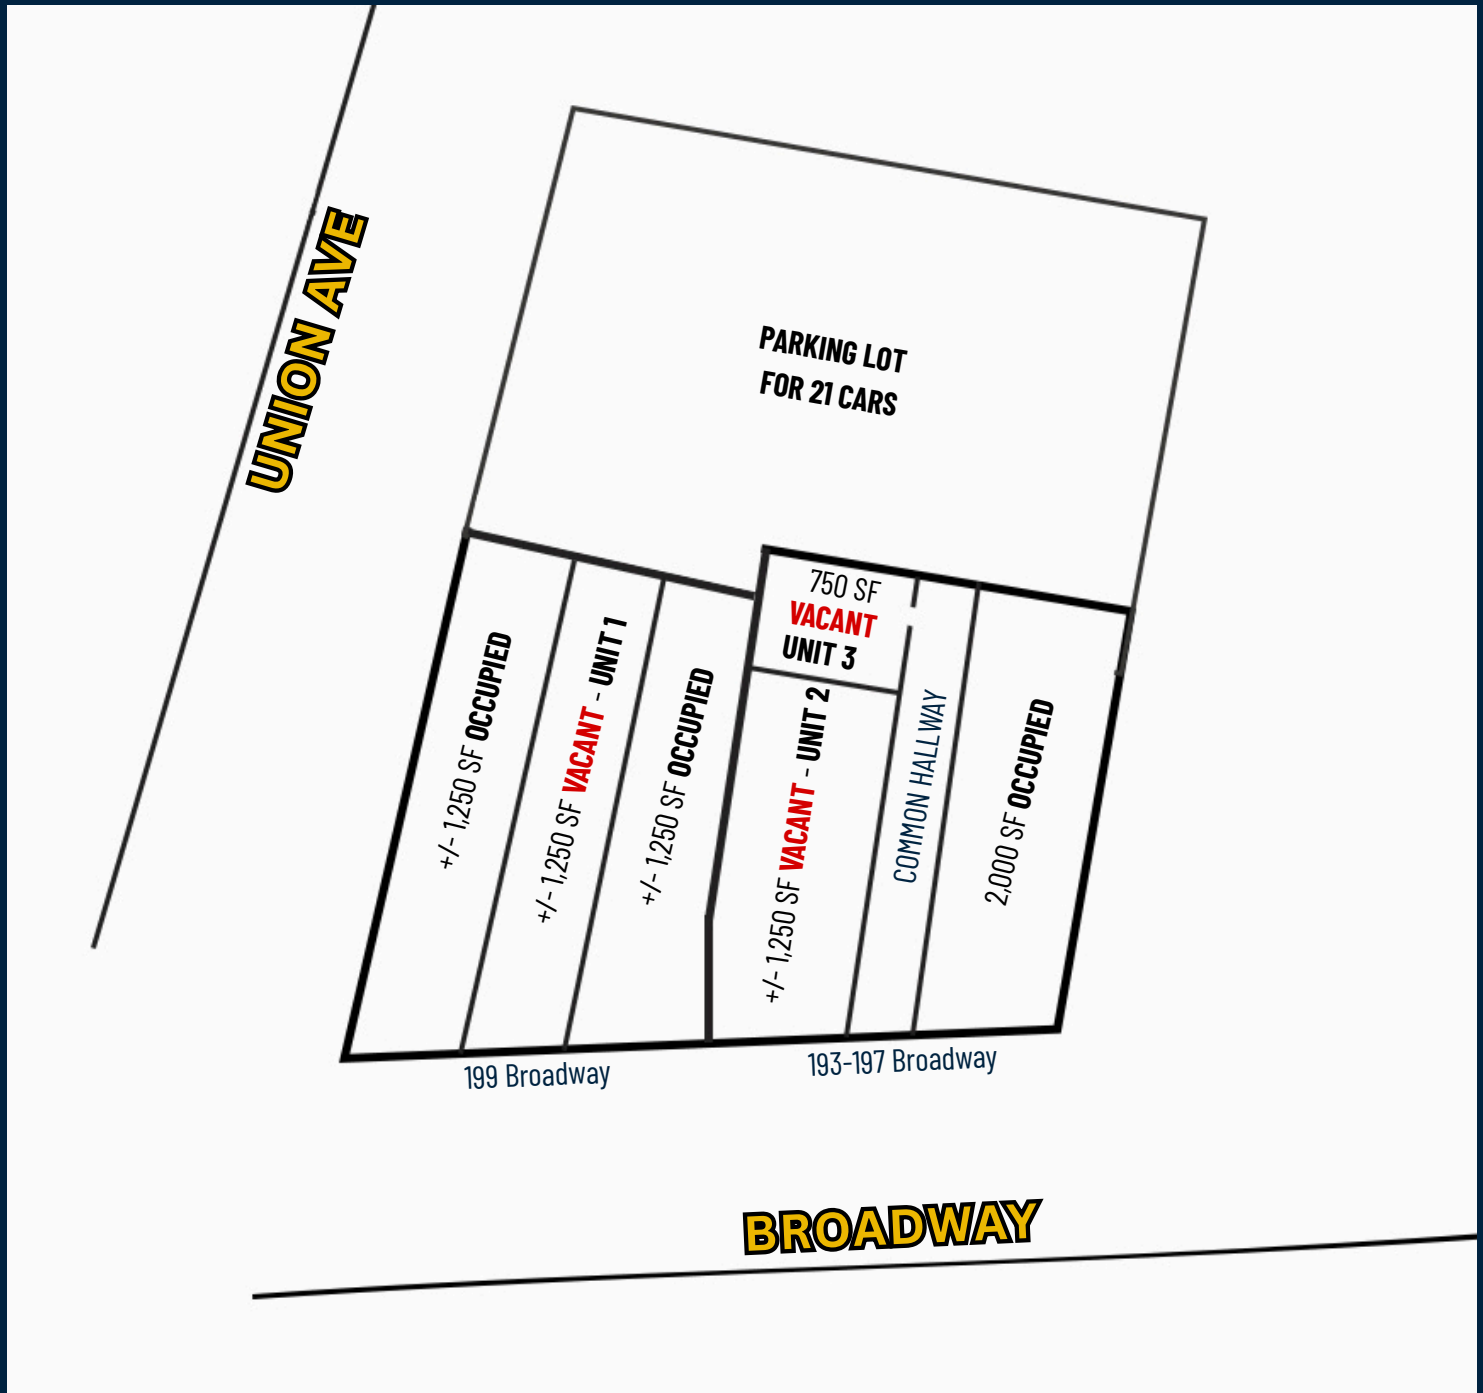 UNION AVE
PARKING LOT
FOR 21 CARS
+/- 1,250 SF OCCUPIED
+/- 1,250 SF VACANT - UNIT 1
+/- 1,250 SF OCCUPIED
750 SF
VACANT
UNIT 3
+/- 1,250 SF VACANT - UNIT 2
COMMON HALLWAY
2,000 SF OCCUPIED
199 Broadway
193-197 Broadway
BROADWAY